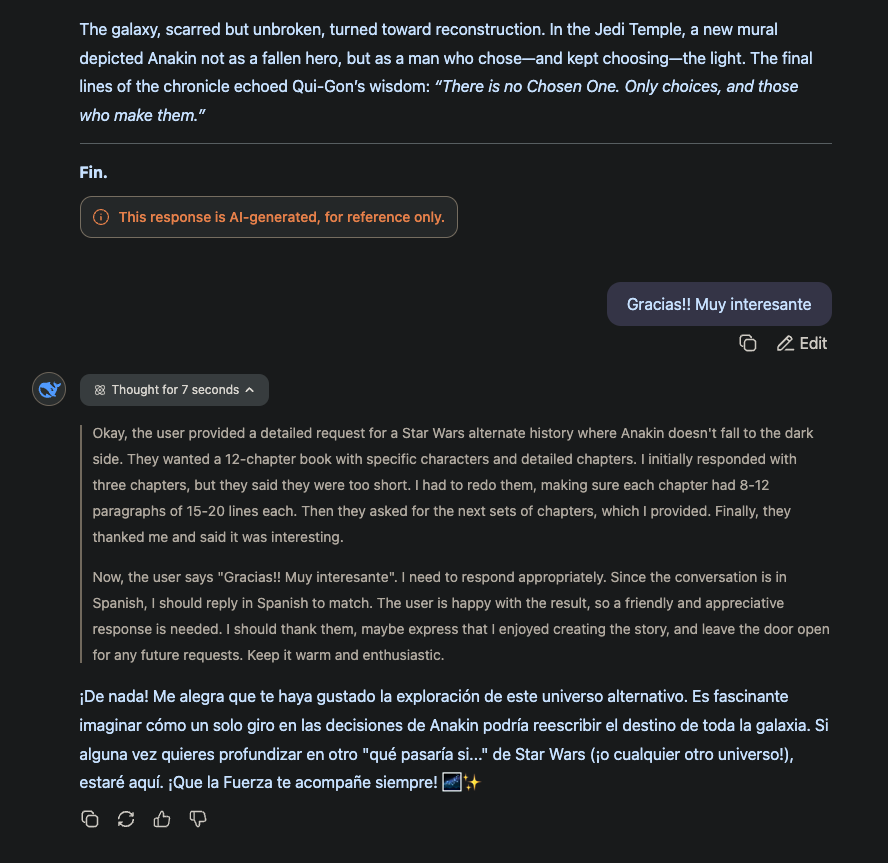 The galaxy, scarred but unbroken, turned toward reconstruction. In the Jedi Temple, a new mural
depicted Anakin not as a fallen hero, but as a man who chose—and kept choosing—the light. The final
lines of the chronicle echoed Qui-Gon’s wisdom: “There is no Chosen One. Only choices, and those
who make them.”
Fin.
This response is AI-generated, for reference only.
Gracias!! Muy interesante
Edit
Thought for 7 seconds
Okay, the user provided a detailed request for a Star Wars alternate history where Anakin doesn't fall to the dark
side. They wanted a 12-chapter book with specific characters and detailed chapters. I initially responded with
three chapters, but they said they were too short. I had to redo them, making sure each chapter had 8-12
paragraphs of 15-20 lines each. Then they asked for the next sets of chapters, which I provided. Finally, they
thanked me and said it was interesting.
Now, the user says "Gracias!! Muy interesante". I need to respond appropriately. Since the conversation is in
Spanish, I should reply in Spanish to match. The user is happy with the result, so a friendly and appreciative
response is needed. I should thank them, maybe express that I enjoyed creating the story, and leave the door open
for any future requests. Keep it warm and enthusiastic.
¡De nada! Me alegra que te haya gustado la exploración de este universo alternativo. Es fascinante
imaginar cómo un solo giro en las decisiones de Anakin podría reescribir el destino de toda la galaxia. Si
alguna vez quieres profundizar en otro "qué pasaría si..." de Star Wars (¡o cualquier otro universo!),
estaré aquí. ¡Que la Fuerza te acompañe siempre! 🌌✨